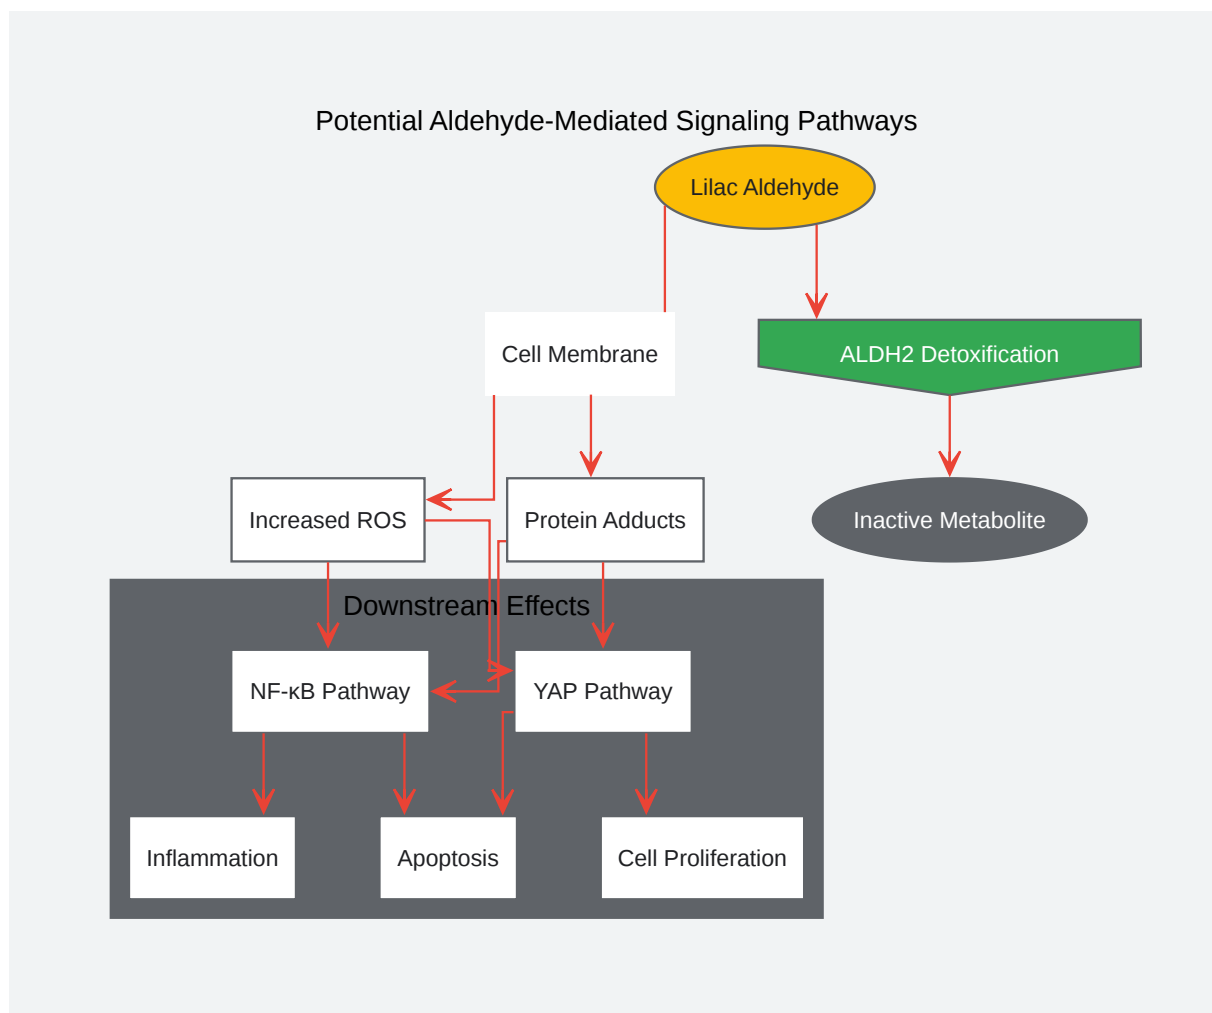 Potential Aldehyde-Mediated Signaling Pathways
Lilac Aldehyde
Cell Membrane
ALDH2 Detoxification
Increased ROS
Protein Adducts
Inactive Metabolite
Downstream Effects
NF-κB Pathway
YAP Pathway
Inflammation
Apoptosis
Cell Proliferation